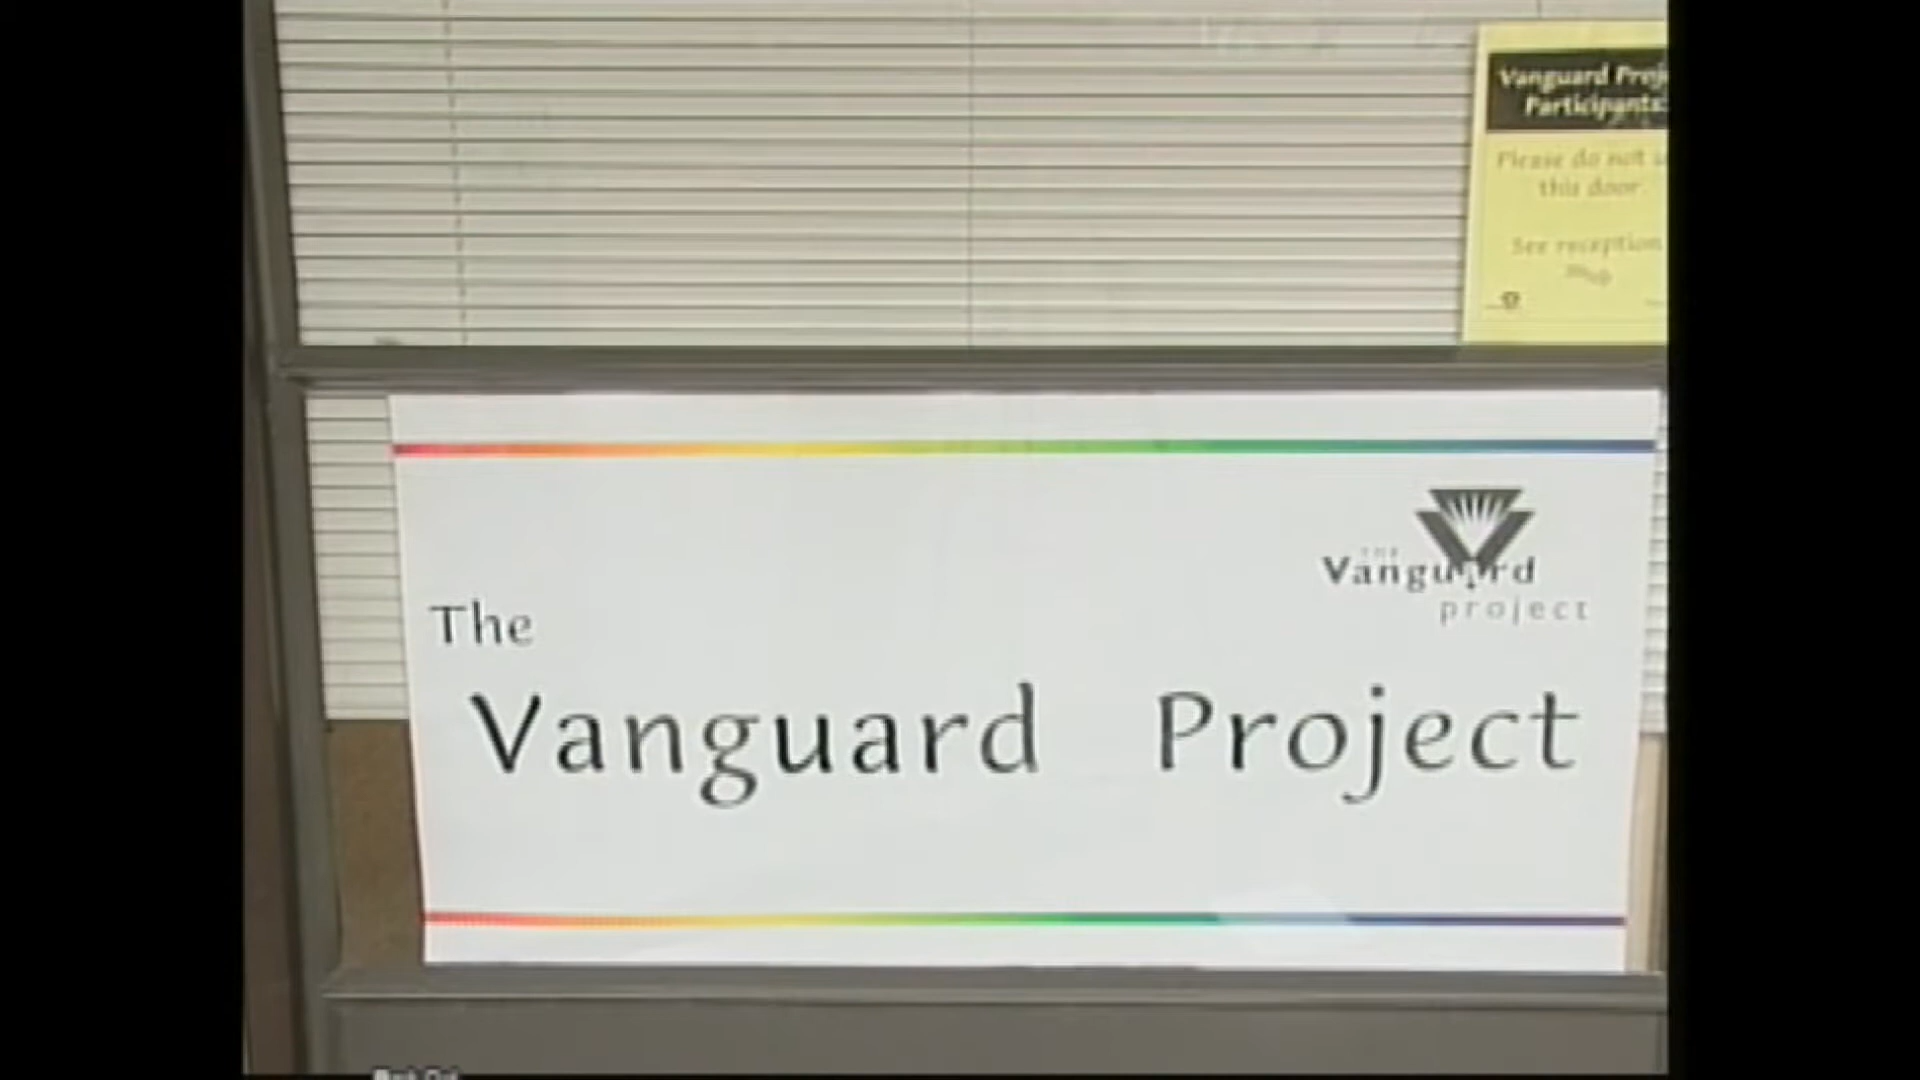 Vanguard Proj
Participants
Please do not u
this door
See reception
THE
Vanguard
project
The
Vanguard Project